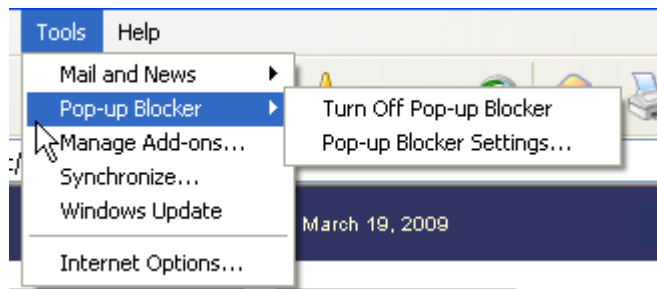 Tools Help
Mail and News
Pop-up Blocker
Turn Off Pop-up Blocker
Manage Add-ons...
Pop-up Blocker Settings...
Synchronize...
Windows Update
March 19, 2009
Internet Options...